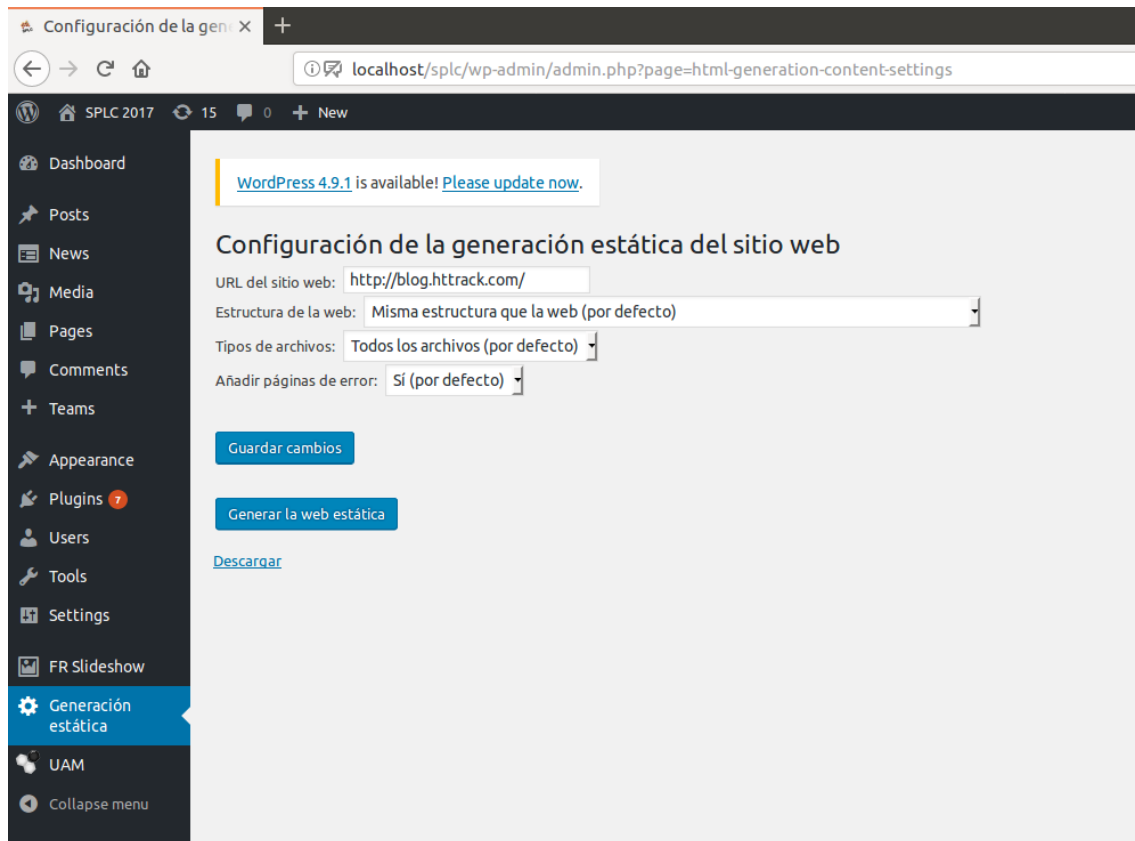 Configuración de la gen
localhost/splc/wp-admin/admin.php?page=html-generation-content-settings
SPLC 2017 15 0 + New
Dashboard
Posts
News
Media
Pages
Comments
Teams
Appearance
Plugins 7
Users
Tools
Settings
FR Slideshow
Generación
estática
UAM
Collapse menu
WordPress 4.9.1 is available! Please update now.
Configuración de la generación estática del sitio web
URL del sitio web: http://blog.httrack.com/
Estructura de la web: Misma estructura que la web (por defecto)
Tipos de archivos: Todos los archivos (por defecto)
Añadir páginas de error: Sí (por defecto)
Guardar cambios
Generar la web estática
Descargar